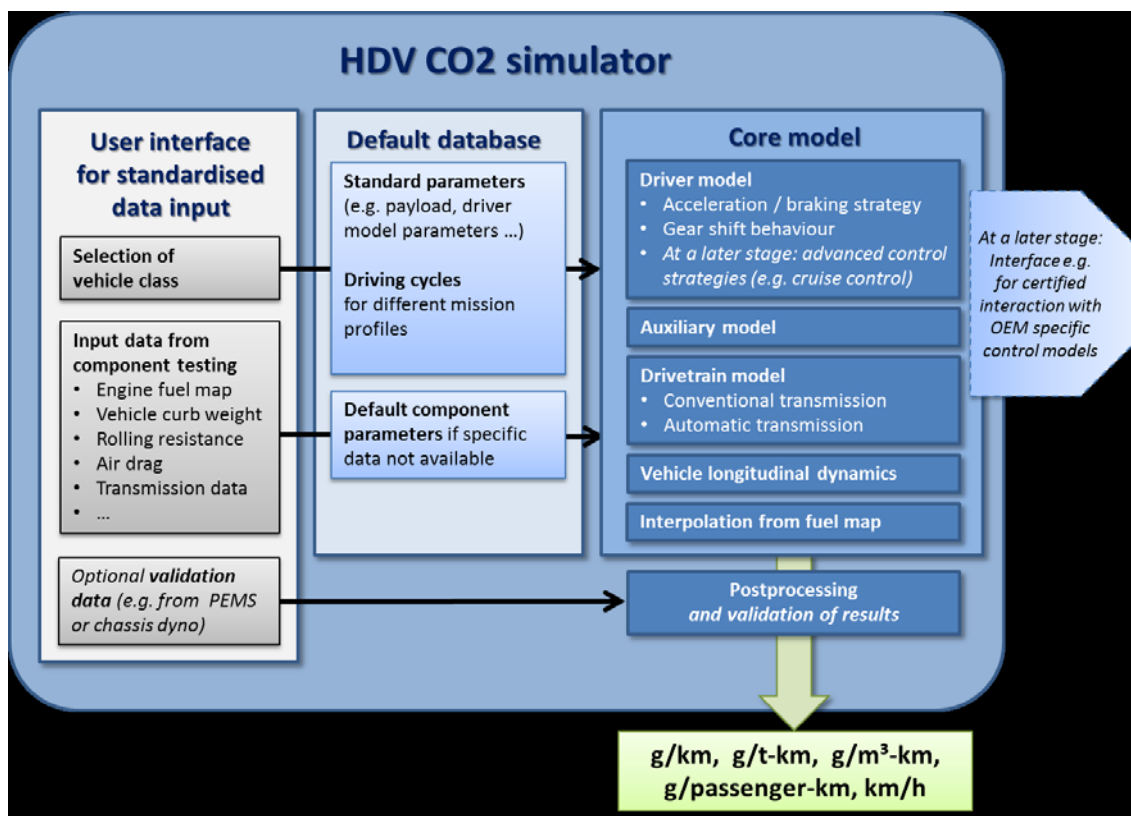 HDV CO2 simulator
User interface
for standardised
data input
Selection of
vehicle class
Input data from
component testing
• Engine fuel map
• Vehicle curb weight
• Rolling resistance
• Air drag
• Transmission data
• ...
Optional validation
data (e.g. from PEMS
or chassis dyno)
Default database
Standard parameters
(e.g. payload, driver
model parameters ...)
Driving cycles
for different mission
profiles
Default component
parameters if specific
data not available
Core model
Driver model
• Acceleration / braking strategy
• Gear shift behaviour
• At a later stage: advanced control
strategies (e.g. cruise control)
Auxiliary model
Drivetrain model
• Conventional transmission
• Automatic transmission
Vehicle longitudinal dynamics
Interpolation from fuel map
Postprocessing
and validation of results
At a later stage:
Interface e.g.
for certified
interaction with
OEM specific
control models
g/km, g/t-km, g/m³-km,
g/passenger-km, km/h